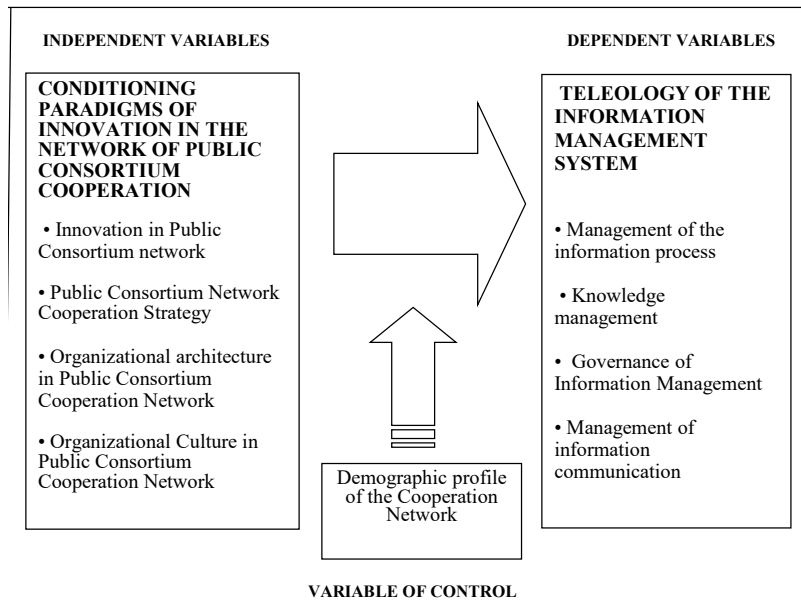 INDEPENDENT VARIABLES
CONDITIONING
PARADIGMS OF
INNOVATION IN THE
NETWORK OF PUBLIC
CONSORTIUM
COOPERATION
• Innovation in Public
Consortium network
• Public Consortium Network
Cooperation Strategy
• Organizational architecture
in Public Consortium
Cooperation Network
• Organizational Culture in
Public Consortium
Cooperation Network
DEPENDENT VARIABLES
TELEOLOGY OF THE
INFORMATION
MANAGEMENT
SYSTEM
• Management of the
information process
• Knowledge
management
• Governance of
Information Management
• Management of
information
communication
Demographic profile
of the Cooperation
Network
VARIABLE OF CONTROL